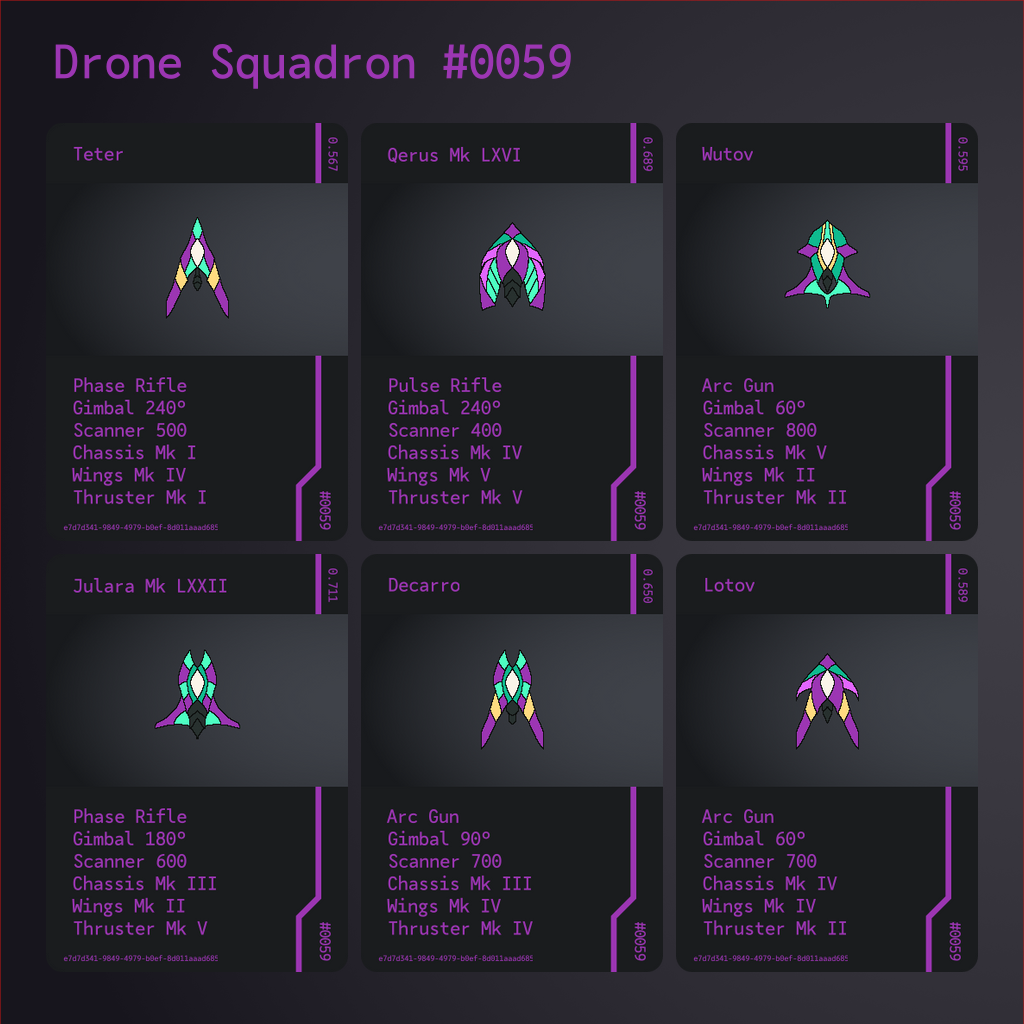 Drone Squadron #0059
Teter
0.567
Phase Rifle
Gimbal 240º
Scanner 500
Chassis Mk I
Wings Mk IV
Thruster Mk I
#0059
e7d7d341-9849-4979-b0ef-8d011aaad685
Qerus Mk LXVI
0.689
Pulse Rifle
Gimbal 240º
Scanner 400
Chassis Mk IV
Wings Mk V
Thruster Mk V
#0059
e7d7d341-9849-4979-b0ef-8d011aaad685
Wutov
0.595
Arc Gun
Gimbal 60º
Scanner 800
Chassis Mk V
Wings Mk II
Thruster Mk II
#0059
e7d7d341-9849-4979-b0ef-8d011aaad685
Julara Mk LXXII
0.711
Phase Rifle
Gimbal 180º
Scanner 600
Chassis Mk III
Wings Mk II
Thruster Mk V
#0059
e7d7d341-9849-4979-b0ef-8d011aaad685
Decarro
0.650
Arc Gun
Gimbal 90º
Scanner 700
Chassis Mk III
Wings Mk IV
Thruster Mk IV
#0059
e7d7d341-9849-4979-b0ef-8d011aaad685
Lotov
0.589
Arc Gun
Gimbal 60º
Scanner 700
Chassis Mk IV
Wings Mk IV
Thruster Mk II
#0059
e7d7d341-9849-4979-b0ef-8d011aaad685